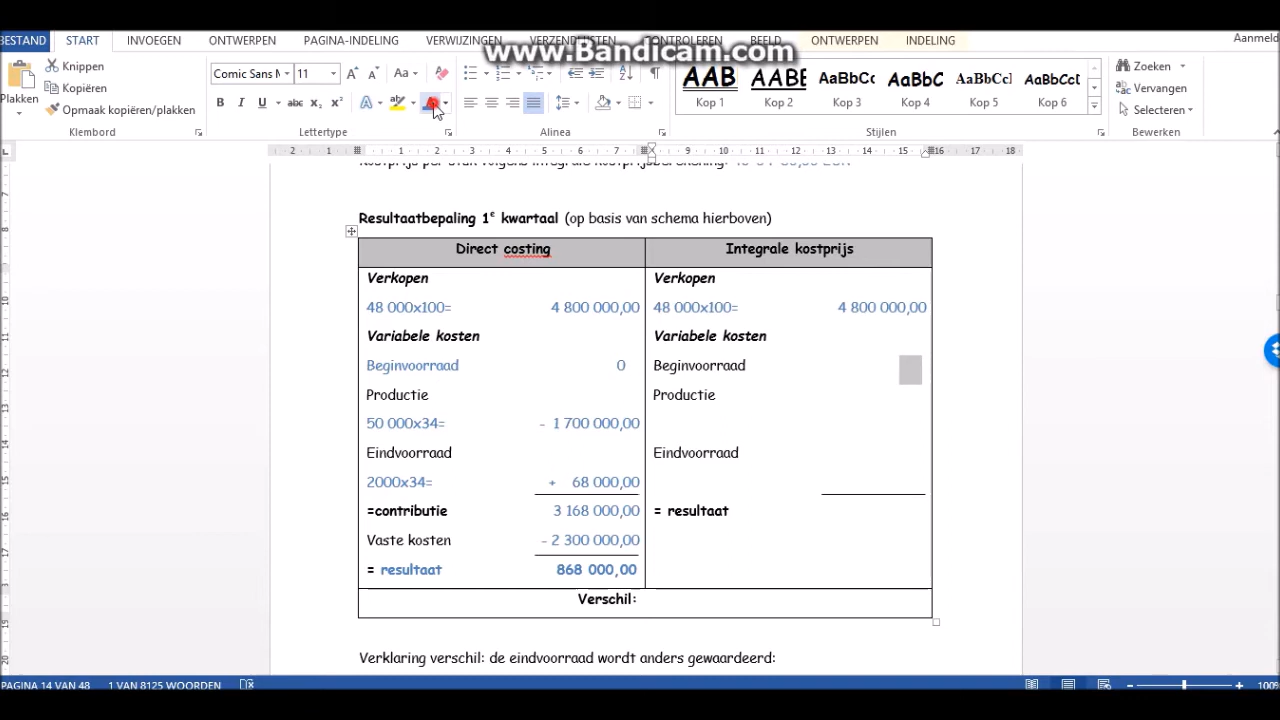 www.Bandicam.com
BESTAND START INVOEGEN ONTWERPEN PAGINA-INDELING VERWIJZINGEN VERZENDLIJSTEN CONTROLEREN BEELD ONTWERPEN INDELING Aanmeld
Plakken
Knippen
Kopiëren
Opmaak kopiëren/plakken
Klembord
Comic Sans M 11
Lettertype
Alinea
AAB AABE AaBbCc AaBbC AaBbCc AaBbCcI
Kop 1 Kop 2 Kop 3 Kop 4 Kop 5 Kop 6
Stijlen
Zoeken
Vervangen
Selecteren
Bewerken
Resultaatbepaling 1e kwartaal (op basis van schema hierboven)
Direct costing Integrale kostprijs
Verkopen Verkopen
48 000x100= 4 800 000,00 48 000x100= 4 800 000,00
Variabele kosten Variabele kosten
Beginvoorraad 0 Beginvoorraad
Productie Productie
50 000x34= - 1 700 000,00
Eindvoorraad Eindvoorraad
2000x34= + 68 000,00
=contributie 3 168 000,00 = resultaat
Vaste kosten - 2 300 000,00
= resultaat 868 000,00
Verschil:
Verklaring verschil: de eindvoorraad wordt anders gewaardeerd:
PAGINA 14 VAN 48 1 VAN 8125 WOORDEN 100%